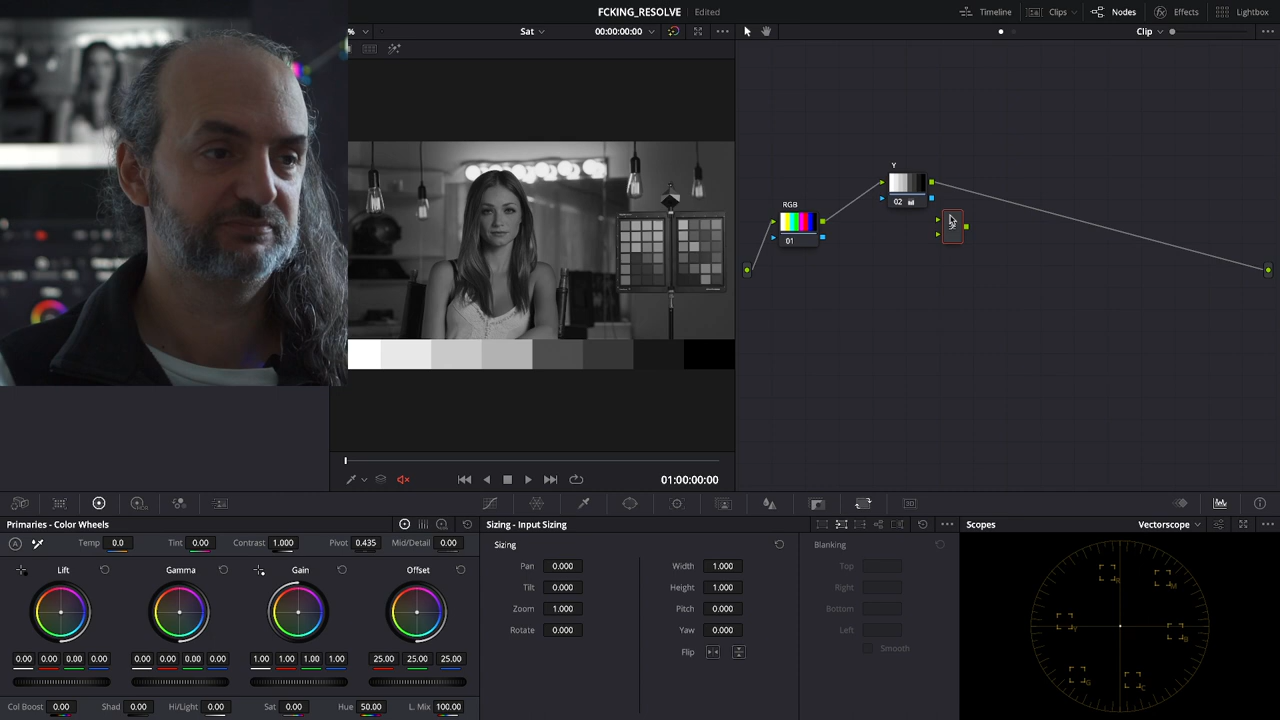 FCKING_RESOLVE Edited
Timeline Clips Nodes Effects Lightbox
% Sat 00:00:00:00 Clip
Y
02
RGB
01
01:00:00:00
Primaries - Color Wheels
Temp 0.0 Tint 0.00 Contrast 1.000 Pivot 0.435 Mid/Detail 0.00
Lift Gamma Gain Offset
0.00 0.00 0.00 0.00 0.00 0.00 0.00 0.00 1.00 1.00 1.00 1.00 25.00 25.00 25.00
Col Boost 0.00 Shad 0.00 Hi/Light 0.00 Sat 0.00 Hue 50.00 L. Mix 100.00
Sizing - Input Sizing
Sizing
Pan 0.000 Width 1.000
Tilt 0.000 Height 1.000
Zoom 1.000 Pitch 0.000
Rotate 0.000 Yaw 0.000
Flip
Blanking
Top
Right
Bottom
Left
Smooth
Scopes Vectorscope
R
M
Y
B
G
C